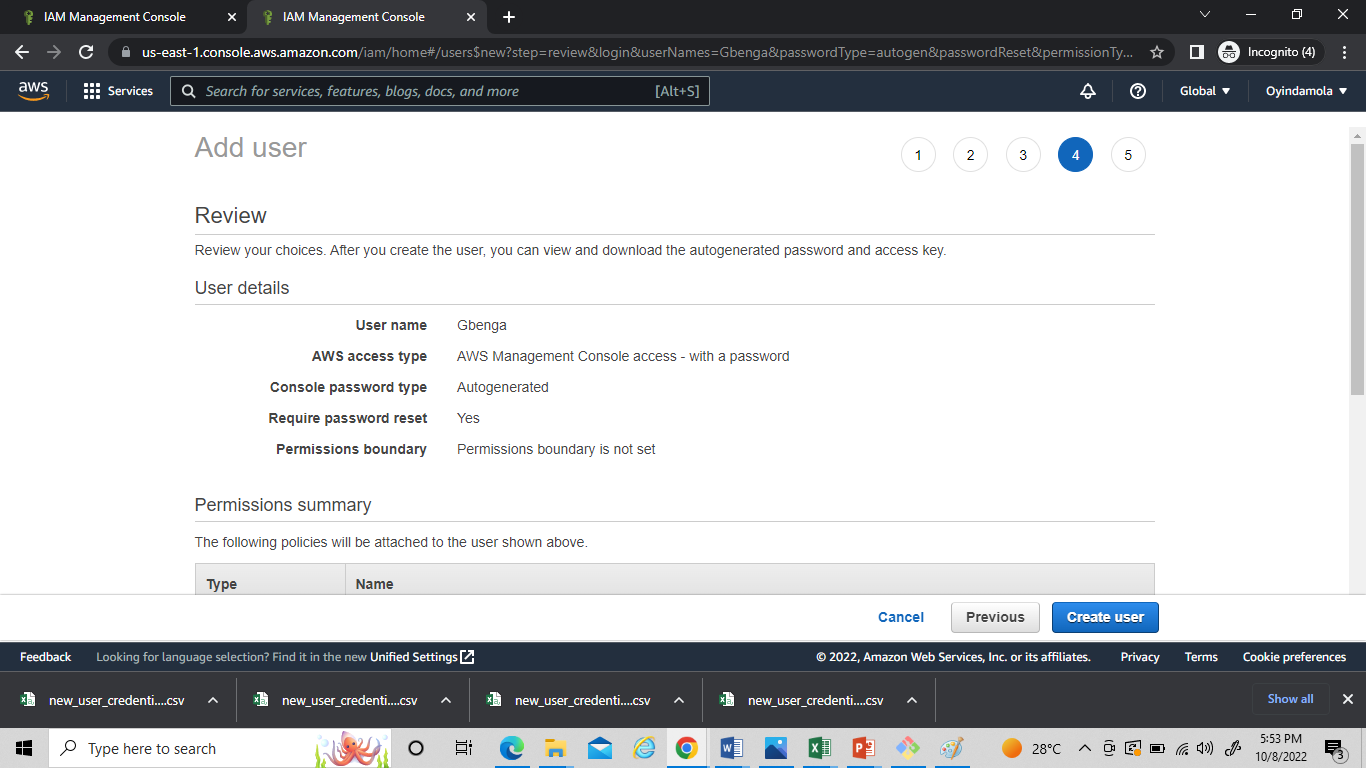 IAM Management Console
IAM Management Console
us-east-1.console.aws.amazon.com/iam/home#/users$new?step=review&login&userNames=Gbenga&passwordType=autogen&passwordReset&permissionTy...
Incognito (4)
aws
Services
Search for services, features, blogs, docs, and more
[Alt+S]
Global
Oyindamola
Add user
1 2 3 4 5
Review
Review your choices. After you create the user, you can view and download the autogenerated password and access key.
User details
User name Gbenga
AWS access type AWS Management Console access - with a password
Console password type Autogenerated
Require password reset Yes
Permissions boundary Permissions boundary is not set
Permissions summary
The following policies will be attached to the user shown above.
Type Name
Cancel Previous Create user
Feedback Looking for language selection? Find it in the new Unified Settings © 2022, Amazon Web Services, Inc. or its affiliates. Privacy Terms Cookie preferences
new_user_credenti....csv new_user_credenti....csv new_user_credenti....csv new_user_credenti....csv Show all
Type here to search
28°C
5:53 PM
10/8/2022
3